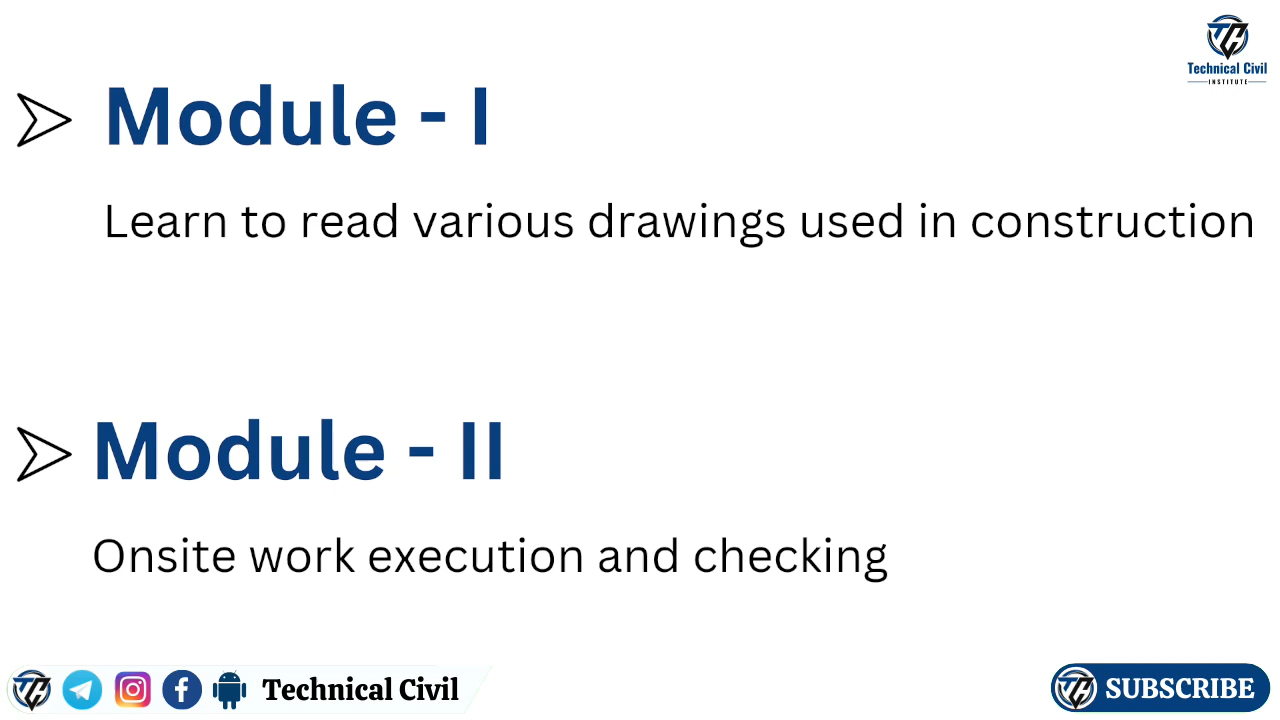 Technical Civil
INSTITUTE
Module - I
Learn to read various drawings used in construction
Module - II
Onsite work execution and checking
Technical Civil
SUBSCRIBE